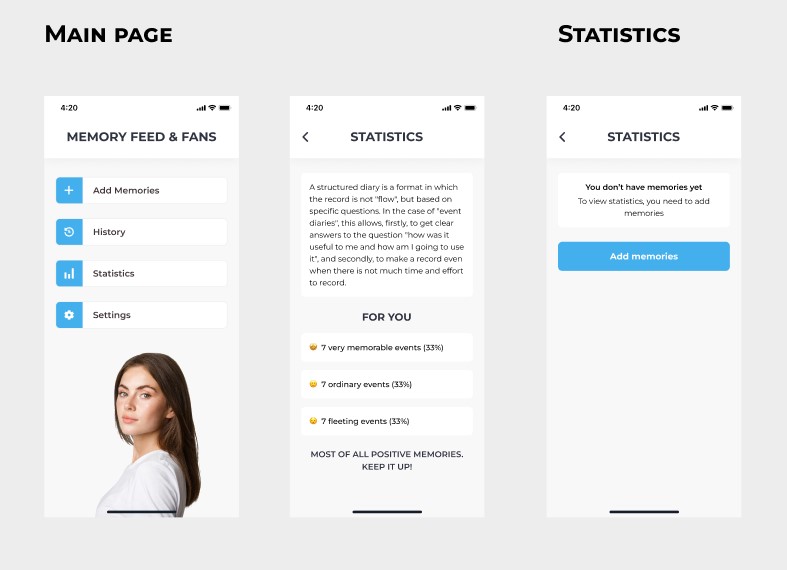 MAIN PAGE
STATISTICS
4:20
MEMORY FEED & FANS
Add Memories
History
Statistics
Settings
4:20
STATISTICS
A structured diary is a format in which
the record is not "flow", but based on
specific questions. In the case of "event
diaries", this allows, firstly, to get clear
answers to the question "how was it
useful to me and how am I going to use
it", and secondly, to make a record even
when there is not much time and effort
to record.
FOR YOU
7 very memorable events (33%)
7 ordinary events (33%)
7 fleeting events (33%)
MOST OF ALL POSITIVE MEMORIES.
KEEP IT UP!
4:20
STATISTICS
You don't have memories yet
To view statistics, you need to add
memories
Add memories